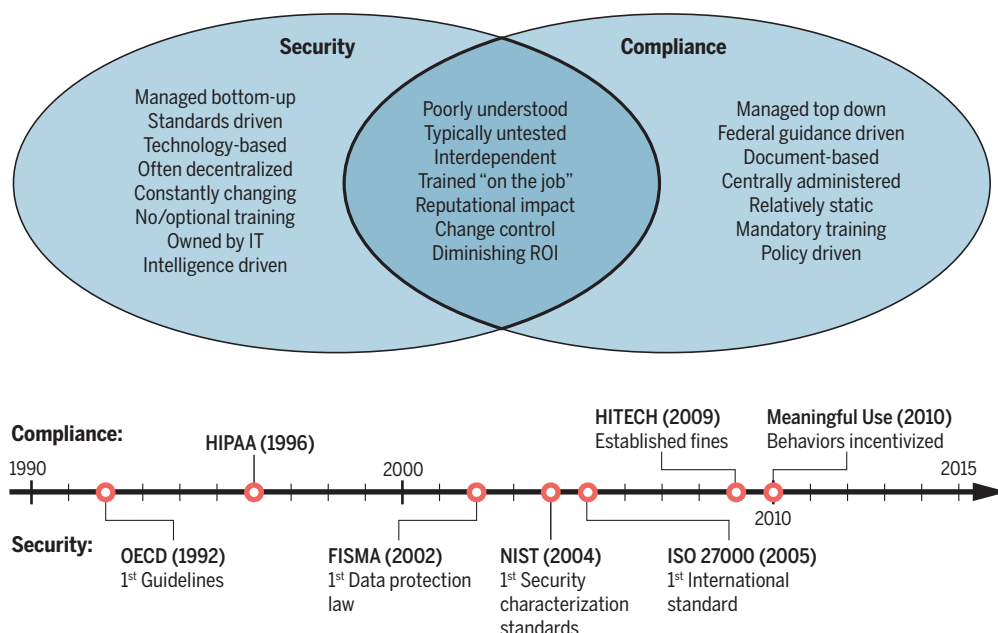 Security
Managed bottom-up
Standards driven
Technology-based
Often decentralized
Constantly changing
No/optional training
Owned by IT
Intelligence driven
Poorly understood
Typically untested
Interdependent
Trained “on the job”
Reputational impact
Change control
Diminishing ROI
Compliance
Managed top down
Federal guidance driven
Document-based
Centrally administered
Relatively static
Mandatory training
Policy driven
Compliance:
HIPAA (1996)
HITECH (2009)
Established fines
Meaningful Use (2010)
Behaviors incentivized
1990
2000
2010
2015
Security:
OECD (1992)
1st Guidelines
FISMA (2002)
1st Data protection
law
NIST (2004)
1st Security
characterization
standards
ISO 27000 (2005)
1st International
standard